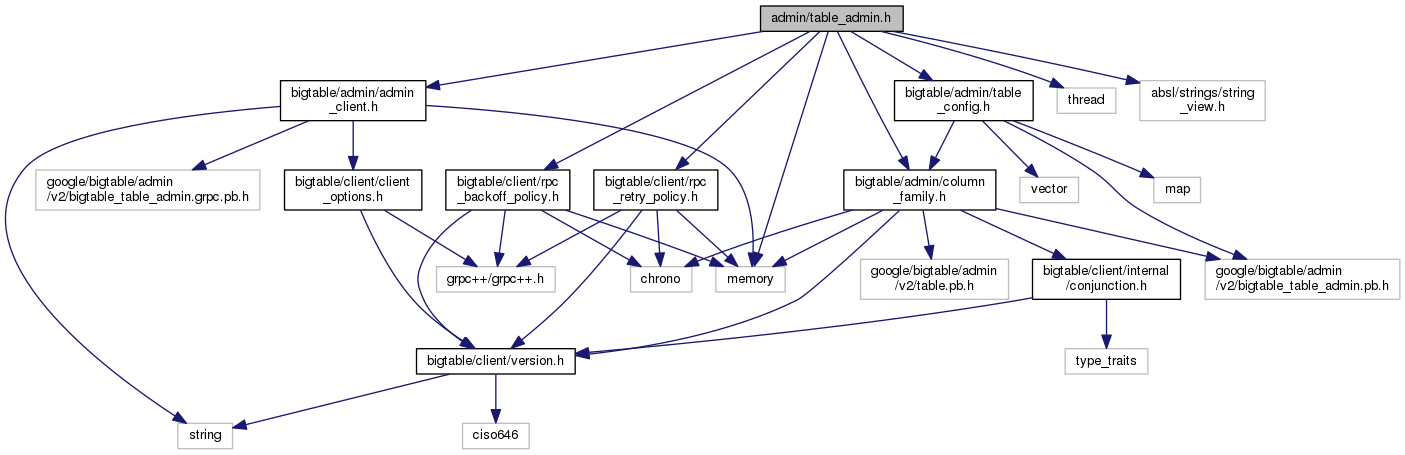 admin/table_admin.h
bigtable/admin/admin
_client.h
bigtable/admin/table
_config.h
thread
absl/strings/string
_view.h
google/bigtable/admin
/v2/bigtable_table_admin.grpc.pb.h
bigtable/client/client
_options.h
bigtable/client/rpc
_backoff_policy.h
bigtable/client/rpc
_retry_policy.h
bigtable/admin/column
_family.h
vector
map
grpc++/grpc++.h
chrono
memory
google/bigtable/admin
/v2/table.pb.h
bigtable/client/internal
/conjunction.h
google/bigtable/admin
/v2/bigtable_table_admin.pb.h
bigtable/client/version.h
type_traits
string
ciso646